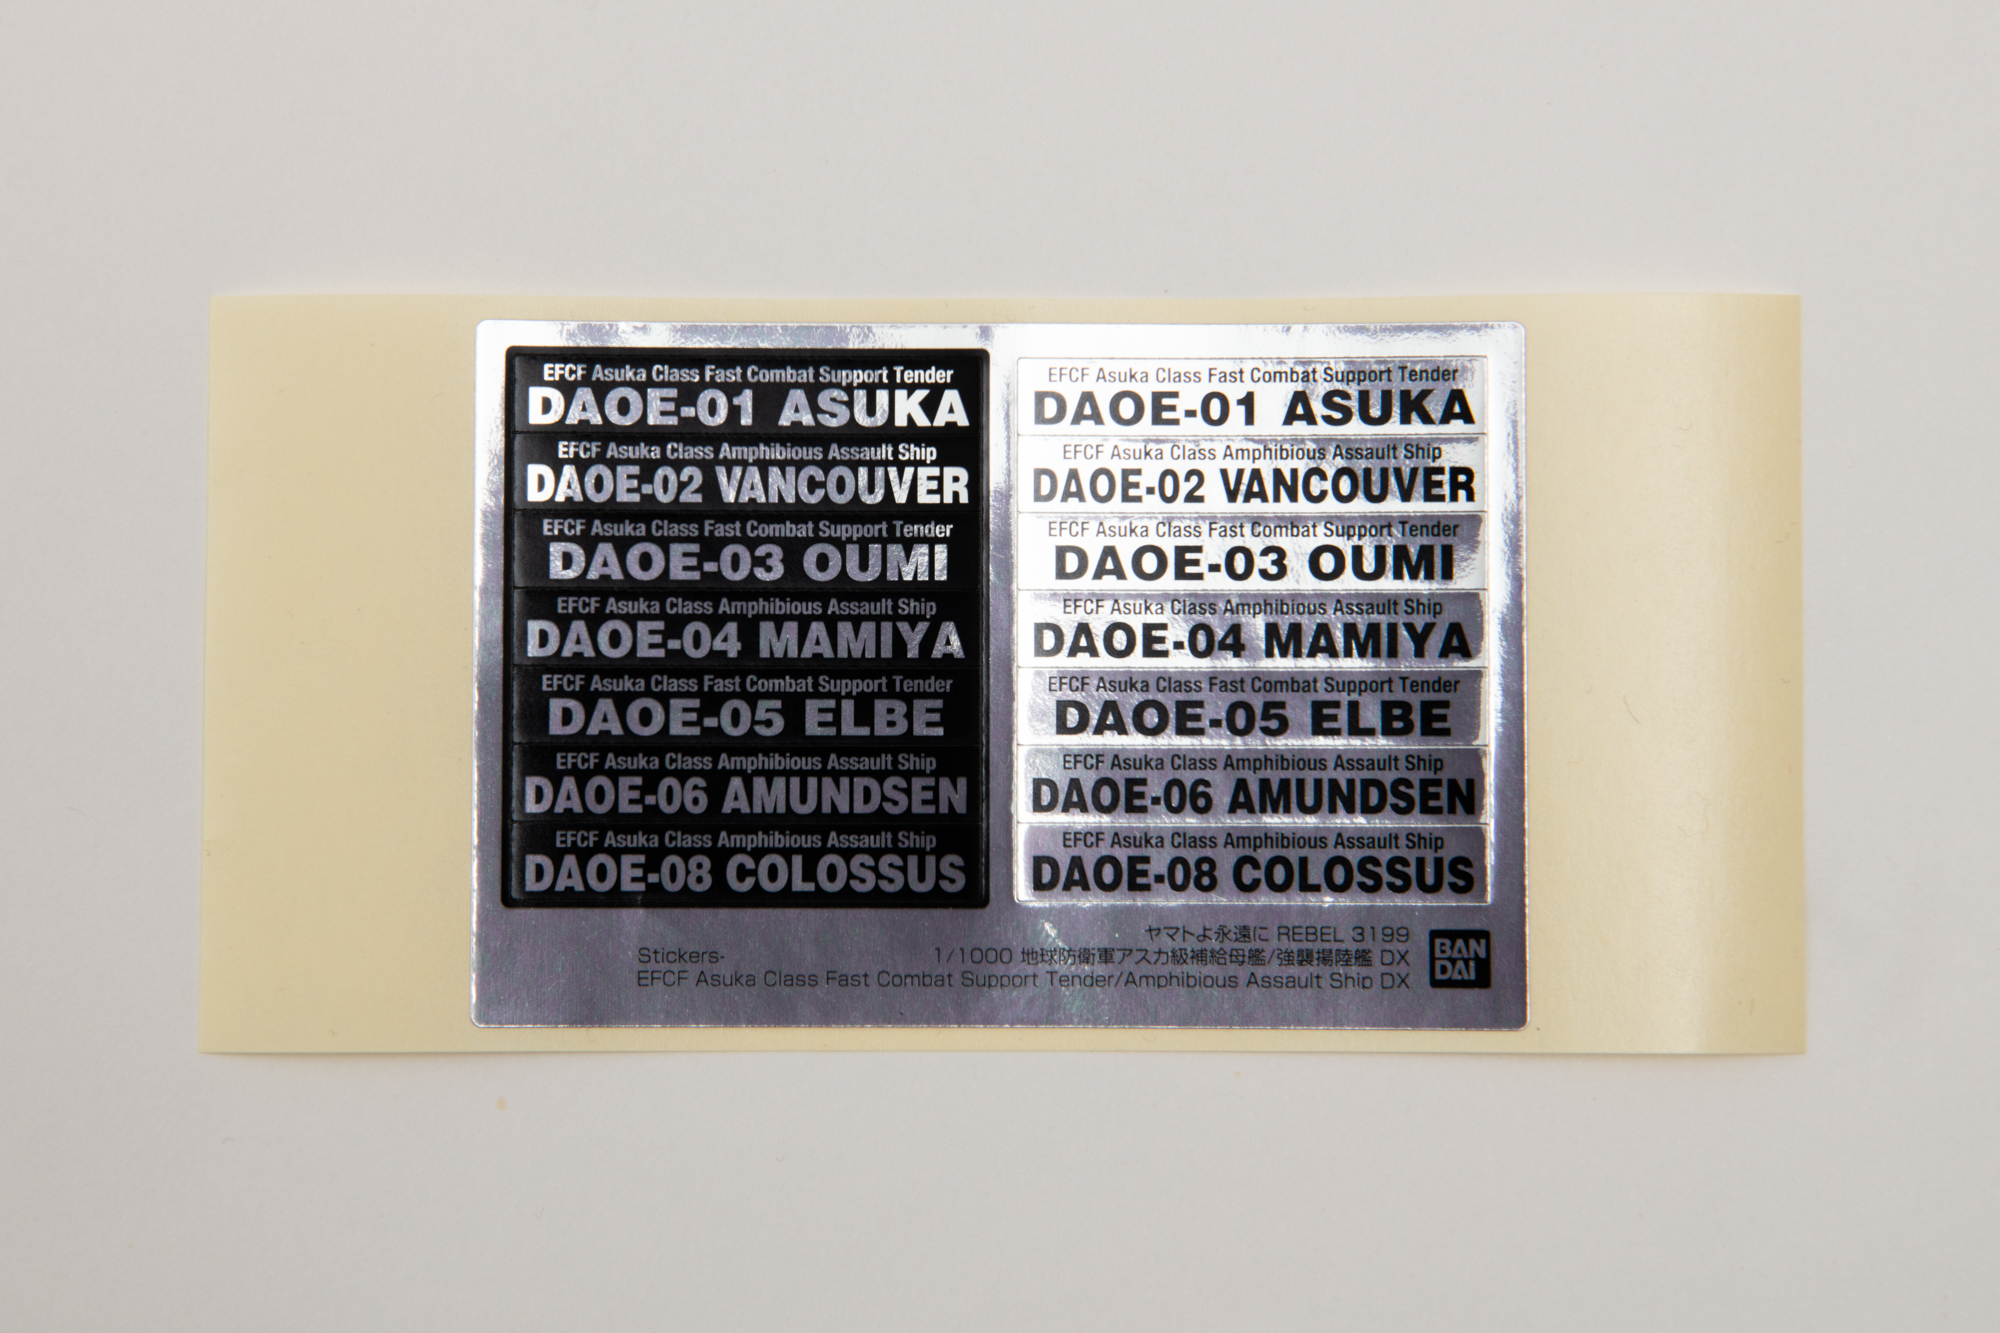 EFCF Asuka Class Fast Combat Support Tender
DAOE-01 ASUKA
EFCF Asuka Class Amphibious Assault Ship
DAOE-02 VANCOUVER
EFCF Asuka Class Fast Combat Support Tender
DAOE-03 OUMI
EFCF Asuka Class Amphibious Assault Ship
DAOE-04 MAMIYA
EFCF Asuka Class Fast Combat Support Tender
DAOE-05 ELBE
EFCF Asuka Class Amphibious Assault Ship
DAOE-06 AMUNDSEN
EFCF Asuka Class Amphibious Assault Ship
DAOE-08 COLOSSUS
EFCF Asuka Class Fast Combat Support Tender
DAOE-01 ASUKA
EFCF Asuka Class Amphibious Assault Ship
DAOE-02 VANCOUVER
EFCF Asuka Class Fast Combat Support Tender
DAOE-03 OUMI
EFCF Asuka Class Amphibious Assault Ship
DAOE-04 MAMIYA
EFCF Asuka Class Fast Combat Support Tender
DAOE-05 ELBE
EFCF Asuka Class Amphibious Assault Ship
DAOE-06 AMUNDSEN
EFCF Asuka Class Amphibious Assault Ship
DAOE-08 COLOSSUS
ヤマトよ永遠に REBEL 3199
Stickers- 1/1000 地球防衛軍アスカ級補給母艦/強襲揚陸艦 DX
EFCF Asuka Class Fast Combat Support Tender/Amphibious Assault Ship DX
BAN
DAI